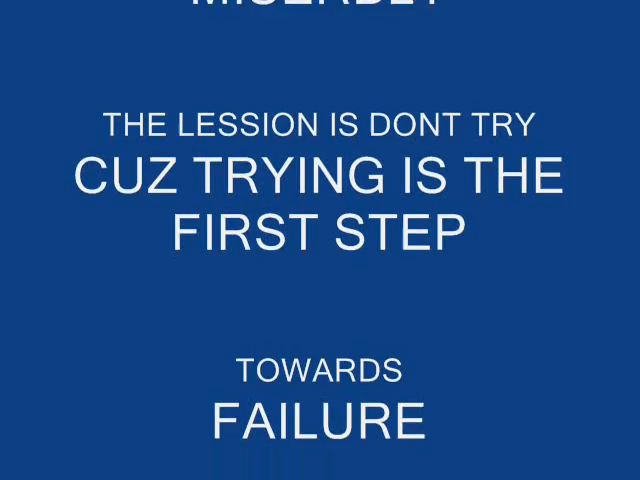 THE LESSION IS DONT TRY
CUZ TRYING IS THE
FIRST STEP
TOWARDS
FAILURE